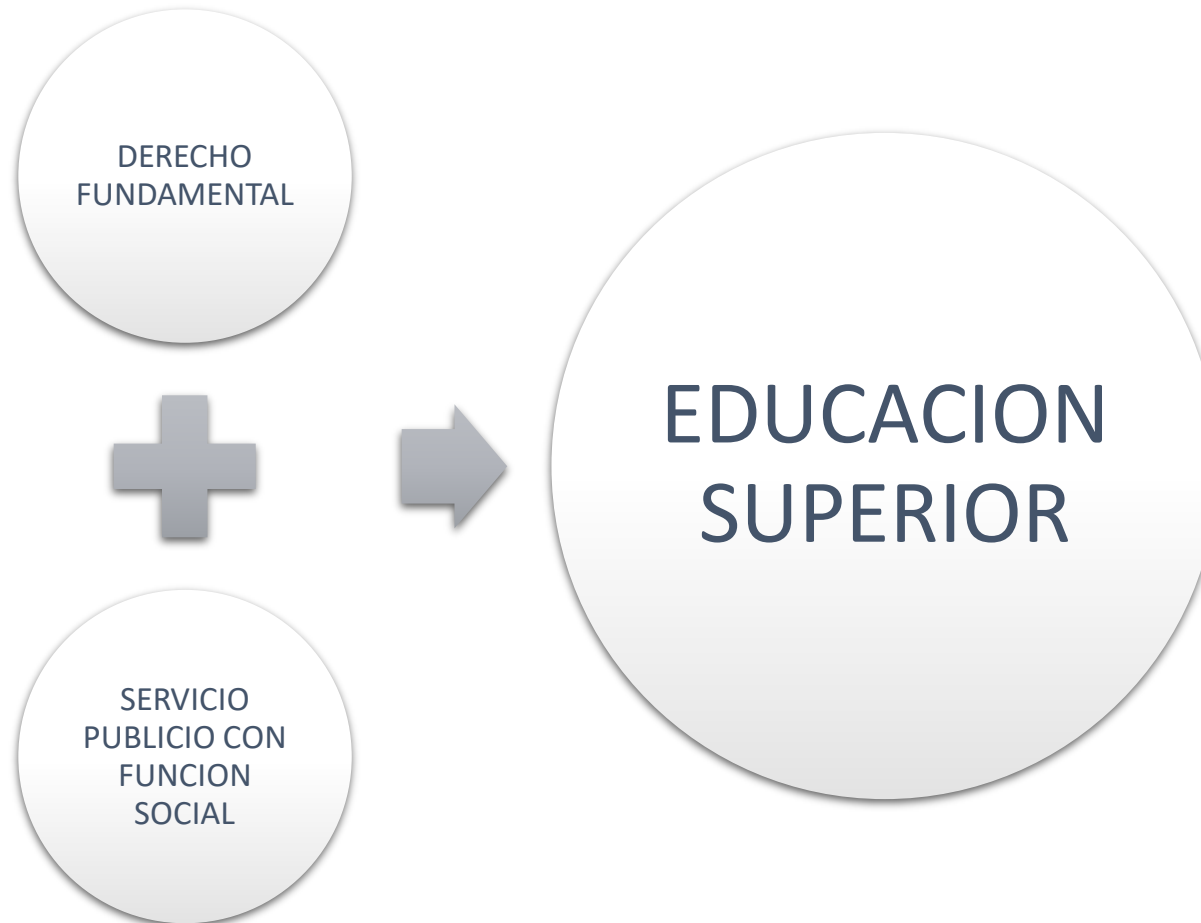 DERECHO
FUNDAMENTAL
SERVICIO
PUBLICIO CON
FUNCION
SOCIAL
EDUCACION
SUPERIOR